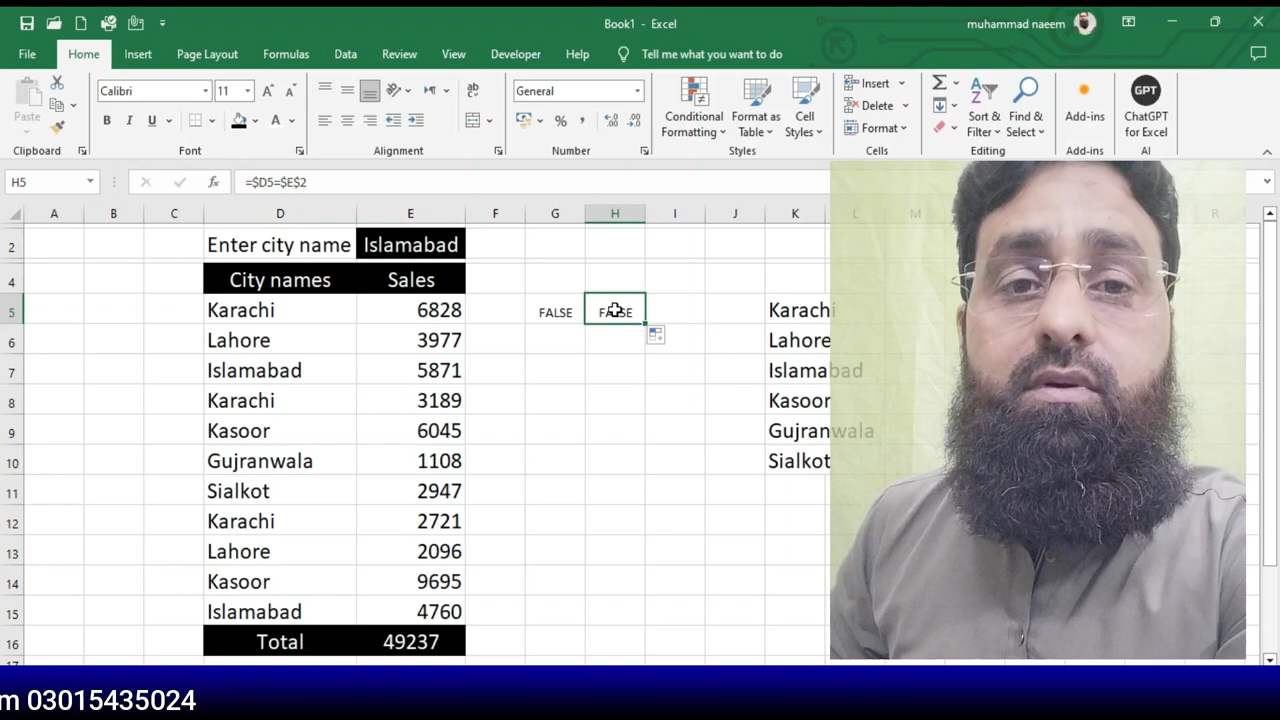 Book1 - Excel
muhammad naeem
File Home Insert Page Layout Formulas Data Review View Developer Help Tell me what you want to do
Paste
Calibri 11
B I U
General
Conditional Formatting
Format as Table
Cell Styles
Insert
Delete
Format
Sort & Filter
Find & Select
Add-ins
GPT
ChatGPT for Excel
Clipboard Font Alignment Number Styles Cells Editing Add-ins AI
H5 fx =$D5=$E$2
A B C D E F G H I J K L M R
2 Enter city name Islamabad
4 City names Sales
5 Karachi 6828 FALSE FALSE Karachi
6 Lahore 3977 Lahore
7 Islamabad 5871 Islamabad
8 Karachi 3189 Kasoor
9 Kasoor 6045 Gujranwala
10 Gujranwala 1108 Sialkot
11 Sialkot 2947
12 Karachi 2721
13 Lahore 2096
14 Kasoor 9695
15 Islamabad 4760
16 Total 49237
m 03015435024